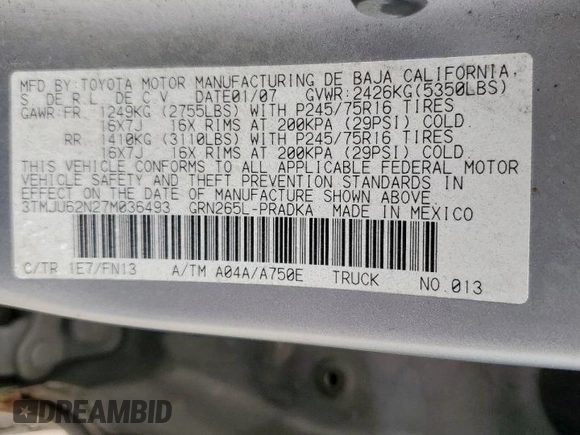 MFD BY: TOYOTA MOTOR MANUFACTURING DE BAJA CALIFORNIA,
S DE R.L. DE C V DATE01/07 GVWR:2426KG(5350LBS)
GAWR:FR 1249KG (2755LBS) WITH P245/75R16 TIRES
16X7J 16X RIMS AT 200KPA (29PSI) COLD
RR 1410KG (3110LBS) WITH P245/75R16 TIRES
16X7J 16X RIMS AT 200KPA (29PSI) COLD
THIS VEHICLE CONFORMS TO ALL APPLICABLE FEDERAL MOTOR
VEHICLE SAFETY AND THEFT PREVENTION STANDARDS IN
EFFECT ON THE DATE OF MANUFACTURE SHOWN ABOVE.
3TMJU62N27M036493 GRN265L-PRADKA MADE IN MEXICO
C/TR 1E7/FN13 A/TM A04A/A750E TRUCK NO.013
DREAMBID